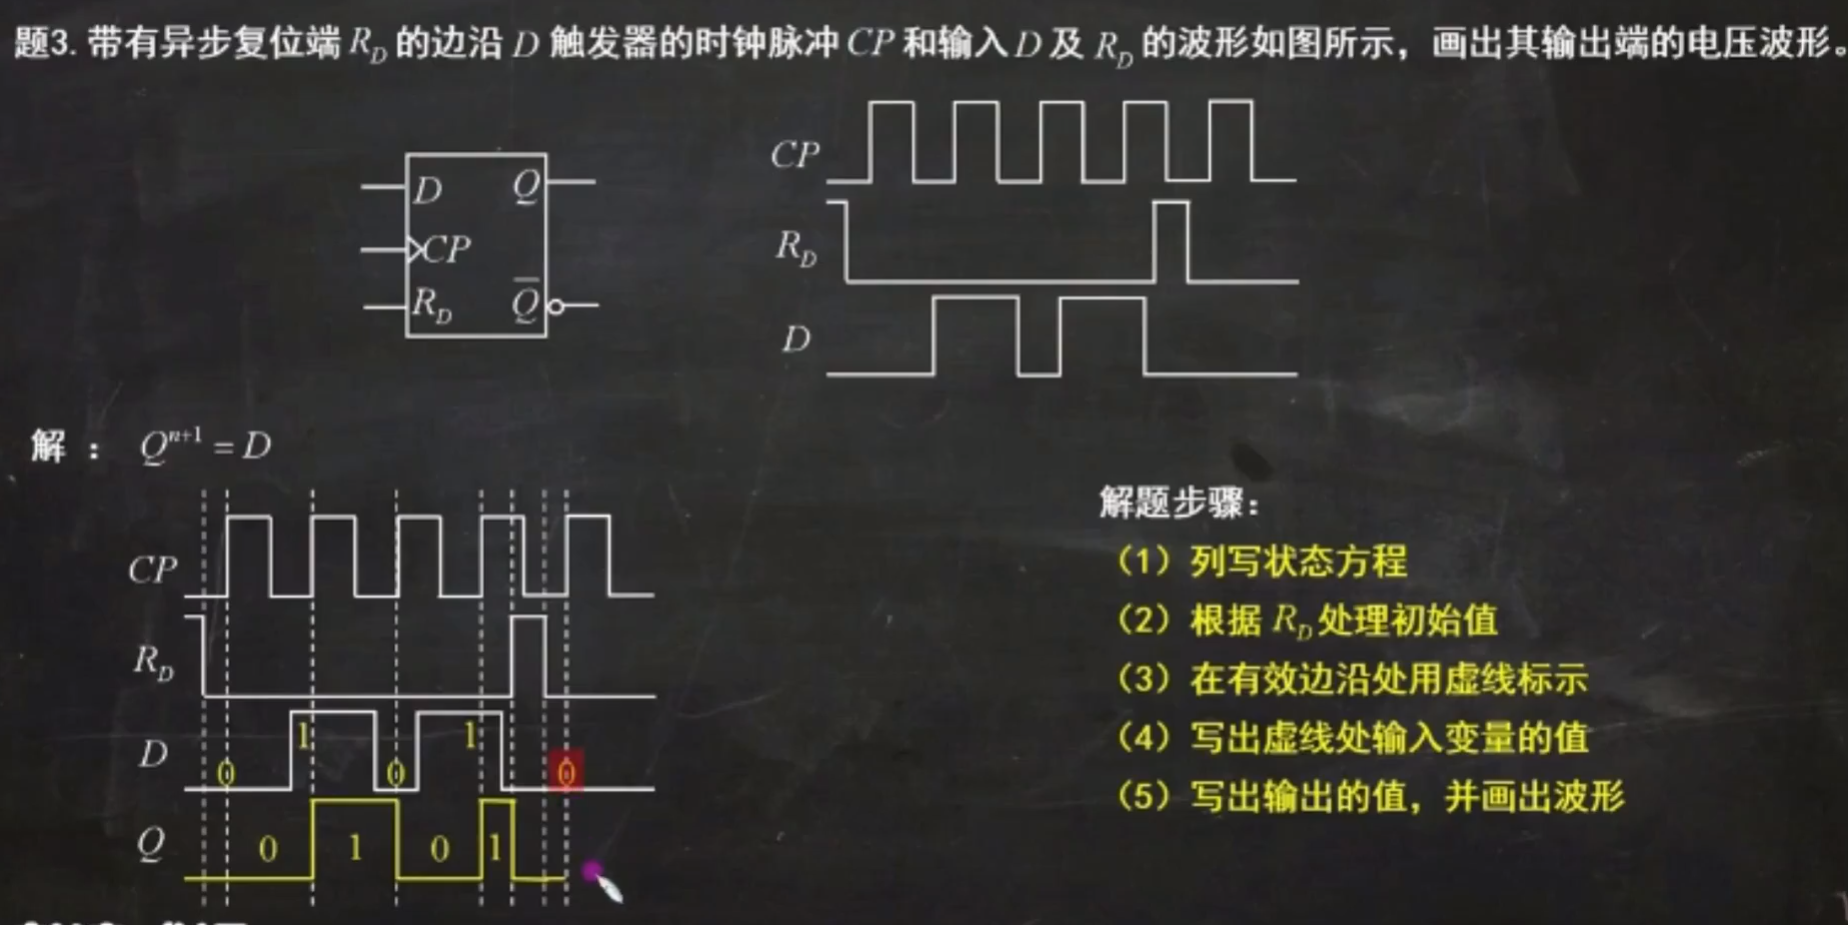 题3. 带有异步复位端 R_D 的边沿 D 触发器的时钟脉冲 CP 和输入 D 及 R_D 的波形如图所示，画出其输出端的电压波形。
D Q
CP
R_D Q̅
CP
R_D
D
解 ： Q^{n+1} = D
CP
R_D
D 0 1 0 1 0
Q 0 1 0 1
解题步骤：
（1）列写状态方程
（2）根据 R_D 处理初始值
（3）在有效边沿处用虚线标示
（4）写出虚线处输入变量的值
（5）写出输出的值，并画出波形